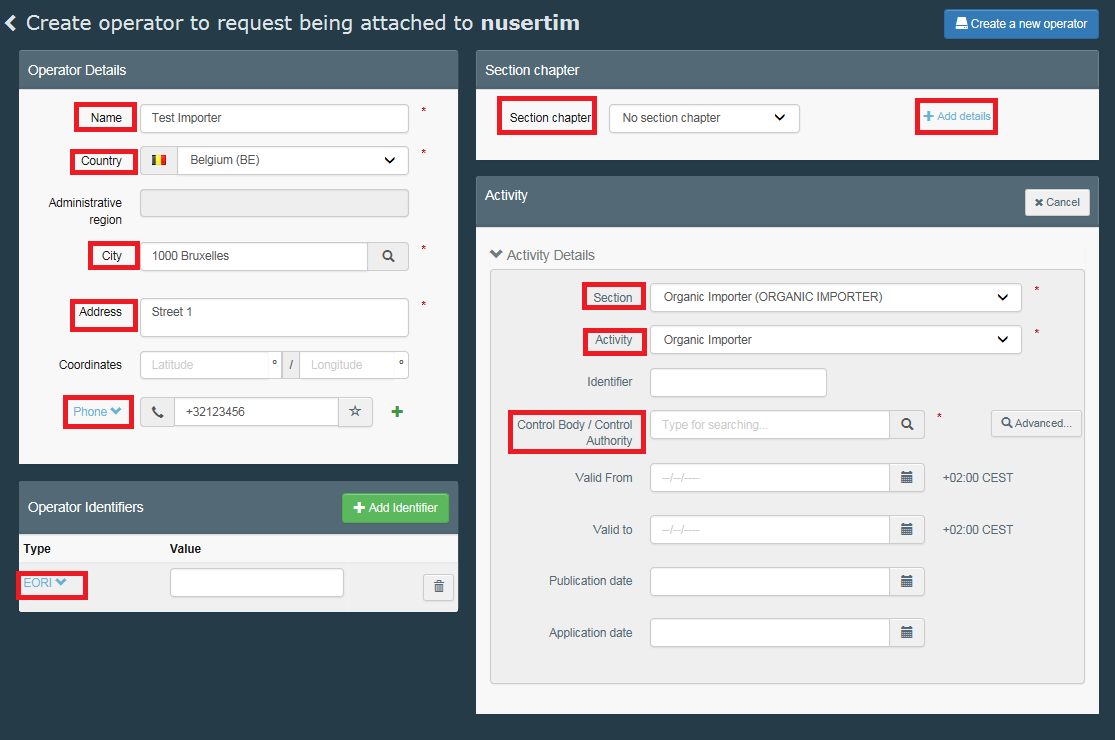 Create operator to request being attached to nusertim
Create a new operator
Operator Details
Name
Test Importer
*
Country
Belgium (BE)
*
Administrative
region
City
1000 Bruxelles
*
Address
Street 1
*
Coordinates
Latitude
°
/
Longitude
°
Phone
+32123456
Operator Identifiers
Add Identifier
Type
Value
EORI
Section chapter
Section chapter
No section chapter
Add details
Activity
Cancel
Activity Details
Section
Organic Importer (ORGANIC IMPORTER)
*
Activity
Organic Importer
*
Identifier
Control Body / Control
Authority
Type for searching...
*
Advanced...
Valid From
--/--/----
+02:00 CEST
Valid to
--/--/----
+02:00 CEST
Publication date
Application date